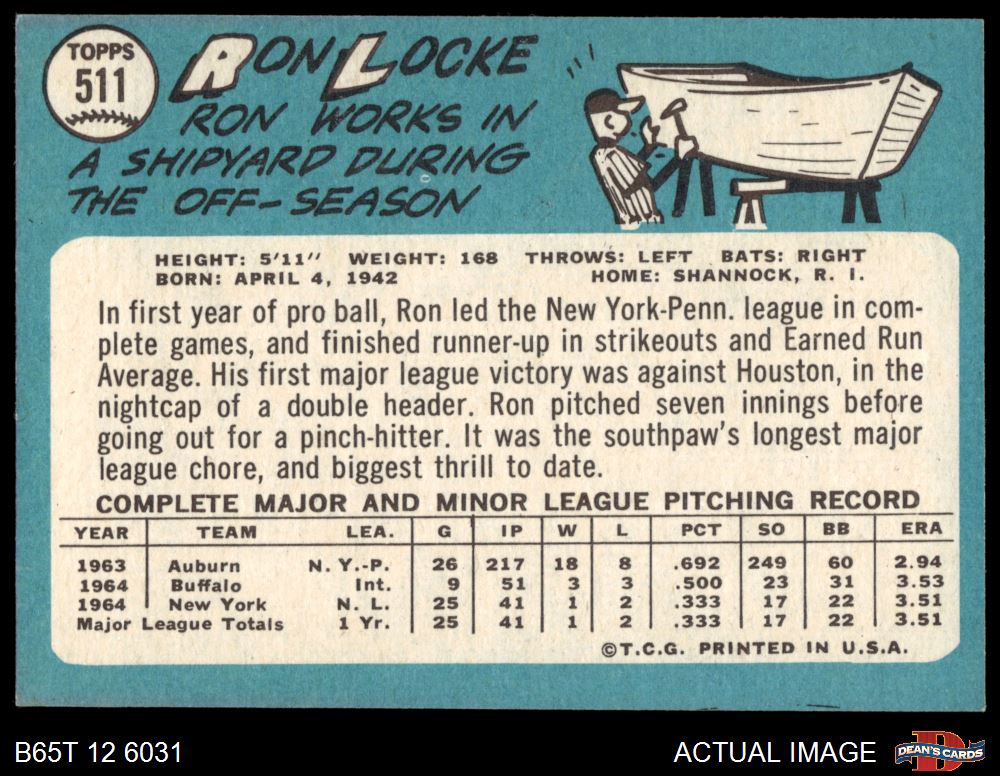 TOPPS
511
RON LOCKE
RON WORKS IN
A SHIPYARD DURING
THE OFF-SEASON
HEIGHT: 5'11" WEIGHT: 168 THROWS: LEFT BATS: RIGHT
BORN: APRIL 4, 1942 HOME: SHANNOCK, R. I.
In first year of pro ball, Ron led the New York-Penn. league in com-
plete games, and finished runner-up in strikeouts and Earned Run
Average. His first major league victory was against Houston, in the
nightcap of a double header. Ron pitched seven innings before
going out for a pinch-hitter. It was the southpaw's longest major
league chore, and biggest thrill to date.
COMPLETE MAJOR AND MINOR LEAGUE PITCHING RECORD
YEAR TEAM LEA. G IP W L PCT SO BB ERA
1963 Auburn N. Y.-P. 26 217 18 8 .692 249 60 2.94
1964 Buffalo Int. 9 51 3 3 .500 23 31 3.53
1964 New York N. L. 25 41 1 2 .333 17 22 3.51
Major League Totals 1 Yr. 25 41 1 2 .333 17 22 3.51
©T.C.G. PRINTED IN U.S.A.
B65T 12 6031 ACTUAL IMAGE DEAN'S CARDS